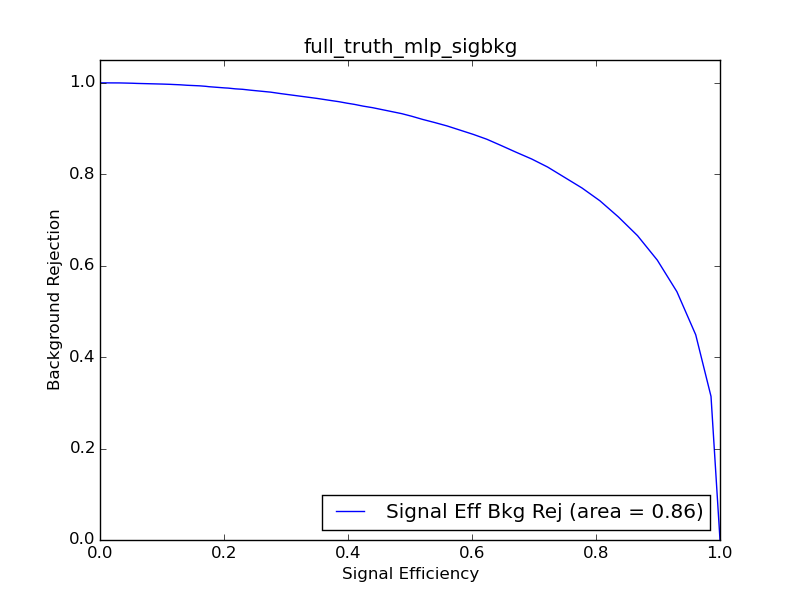 full_truth_mlp_sigbkg
1.0
0.8
0.6
0.4
0.2
0.0
Background Rejection
Signal Eff Bkg Rej (area = 0.86)
0.0 0.2 0.4 0.6 0.8 1.0
Signal Efficiency